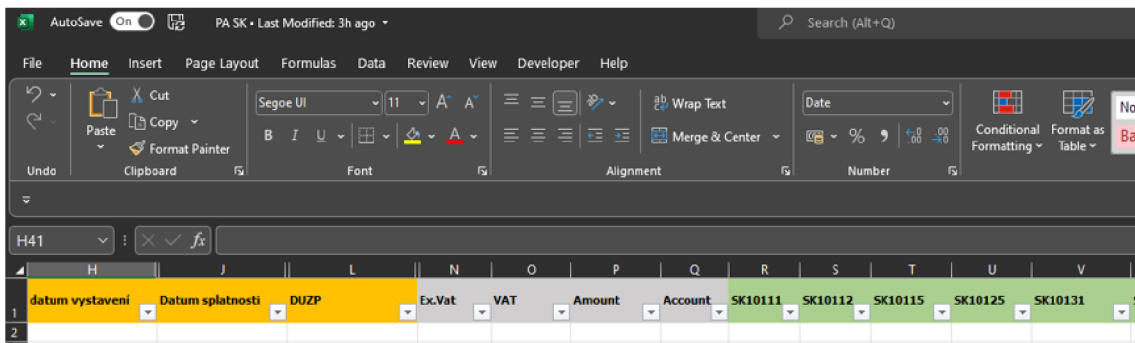 AutoSave On PA SK • Last Modified: 3h ago Search (Alt+Q)
File Home Insert Page Layout Formulas Data Review View Developer Help
Cut
Copy
Format Painter
Paste
Segoe UI 11
B I U
Wrap Text
Merge & Center
Date
Conditional Formatting
Format as Table
Undo Clipboard Font Alignment Number
H41 fx
H J L N O P Q R S T U V
1 datum vystavení Datum splatnosti DUZP Ex.Vat VAT Amount Account SK10111 SK10112 SK10115 SK10125 SK10131
2